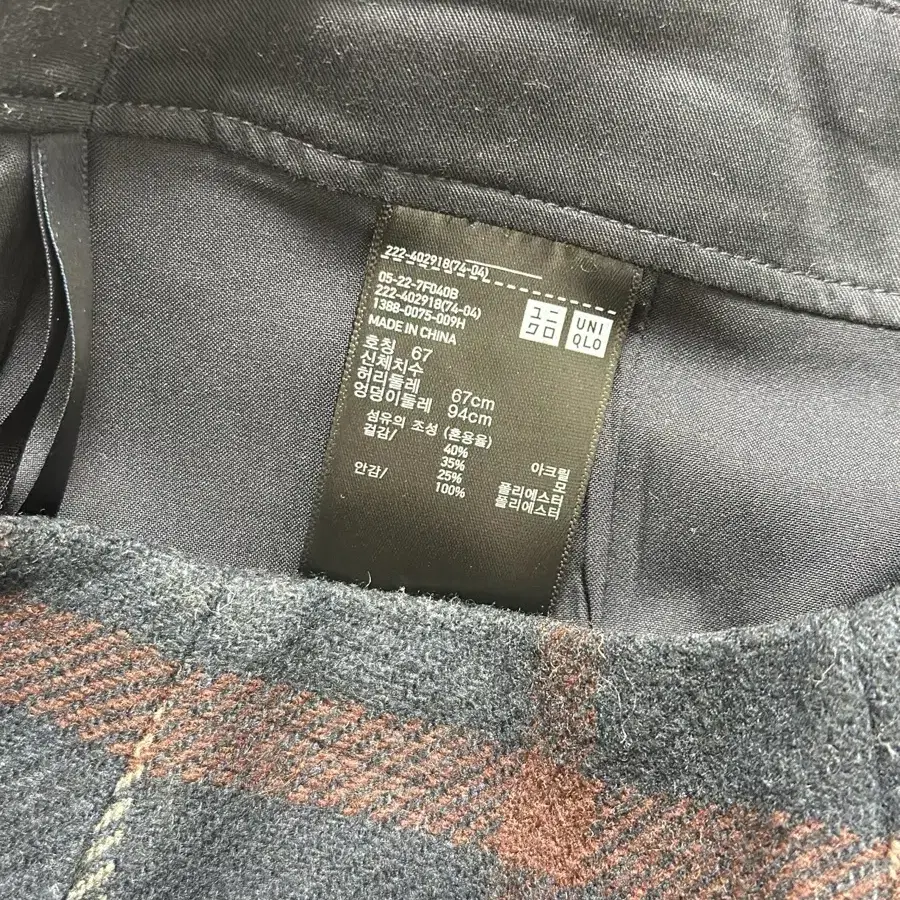 222-402918(74-04)
05-22-7F040B
222-402918(74-04)
1388-0075-009H
MADE IN CHINA
ユニ
クロ
UNI
QLO
호칭 67
신체치수
허리둘레 67cm
엉덩이둘레 94cm
섬유의 조성 (혼용율)
겉감/ 40% 아크릴
35% 모
25% 폴리에스터
안감/ 100% 폴리에스터